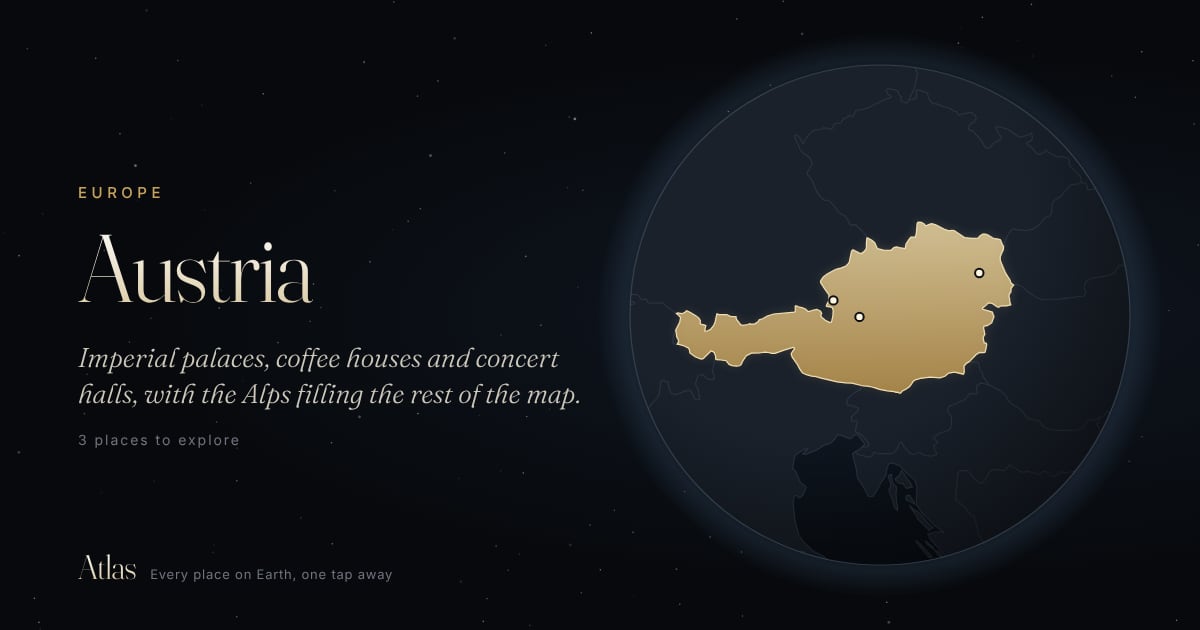 EUROPE
Austria
Imperial palaces, coffee houses and concert
halls, with the Alps filling the rest of the map.
3 places to explore
Atlas Every place on Earth, one tap away